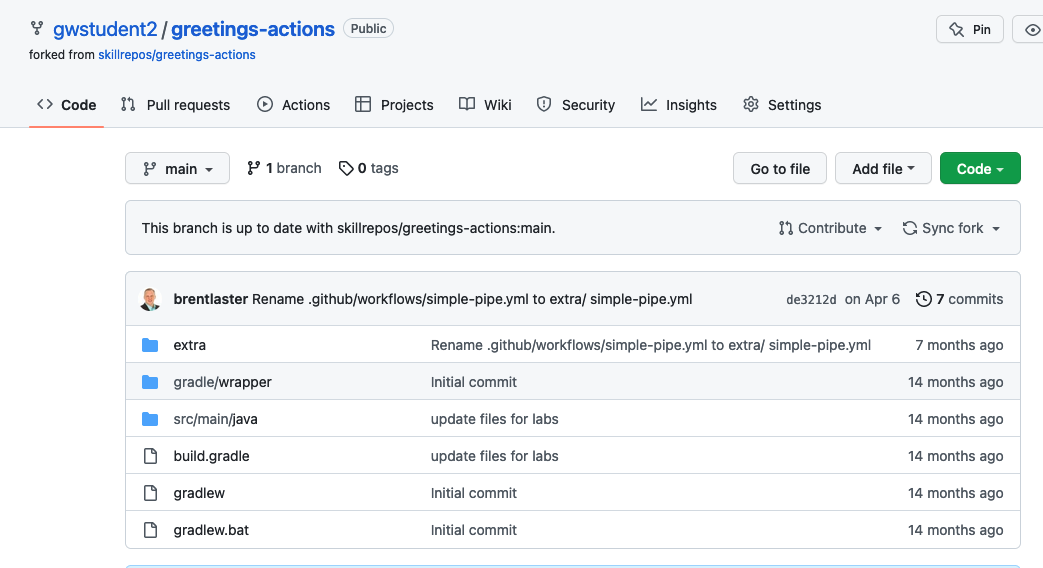 gwstudent2 / greetings-actions Public Pin
forked from skillrepos/greetings-actions
Code Pull requests Actions Projects Wiki Security Insights Settings
main 1 branch 0 tags Go to file Add file Code
This branch is up to date with skillrepos/greetings-actions:main. Contribute Sync fork
brentlaster Rename .github/workflows/simple-pipe.yml to extra/ simple-pipe.yml de3212d on Apr 6 7 commits
extra Rename .github/workflows/simple-pipe.yml to extra/ simple-pipe.yml 7 months ago
gradle/wrapper Initial commit 14 months ago
src/main/java update files for labs 14 months ago
build.gradle update files for labs 14 months ago
gradlew Initial commit 14 months ago
gradlew.bat Initial commit 14 months ago